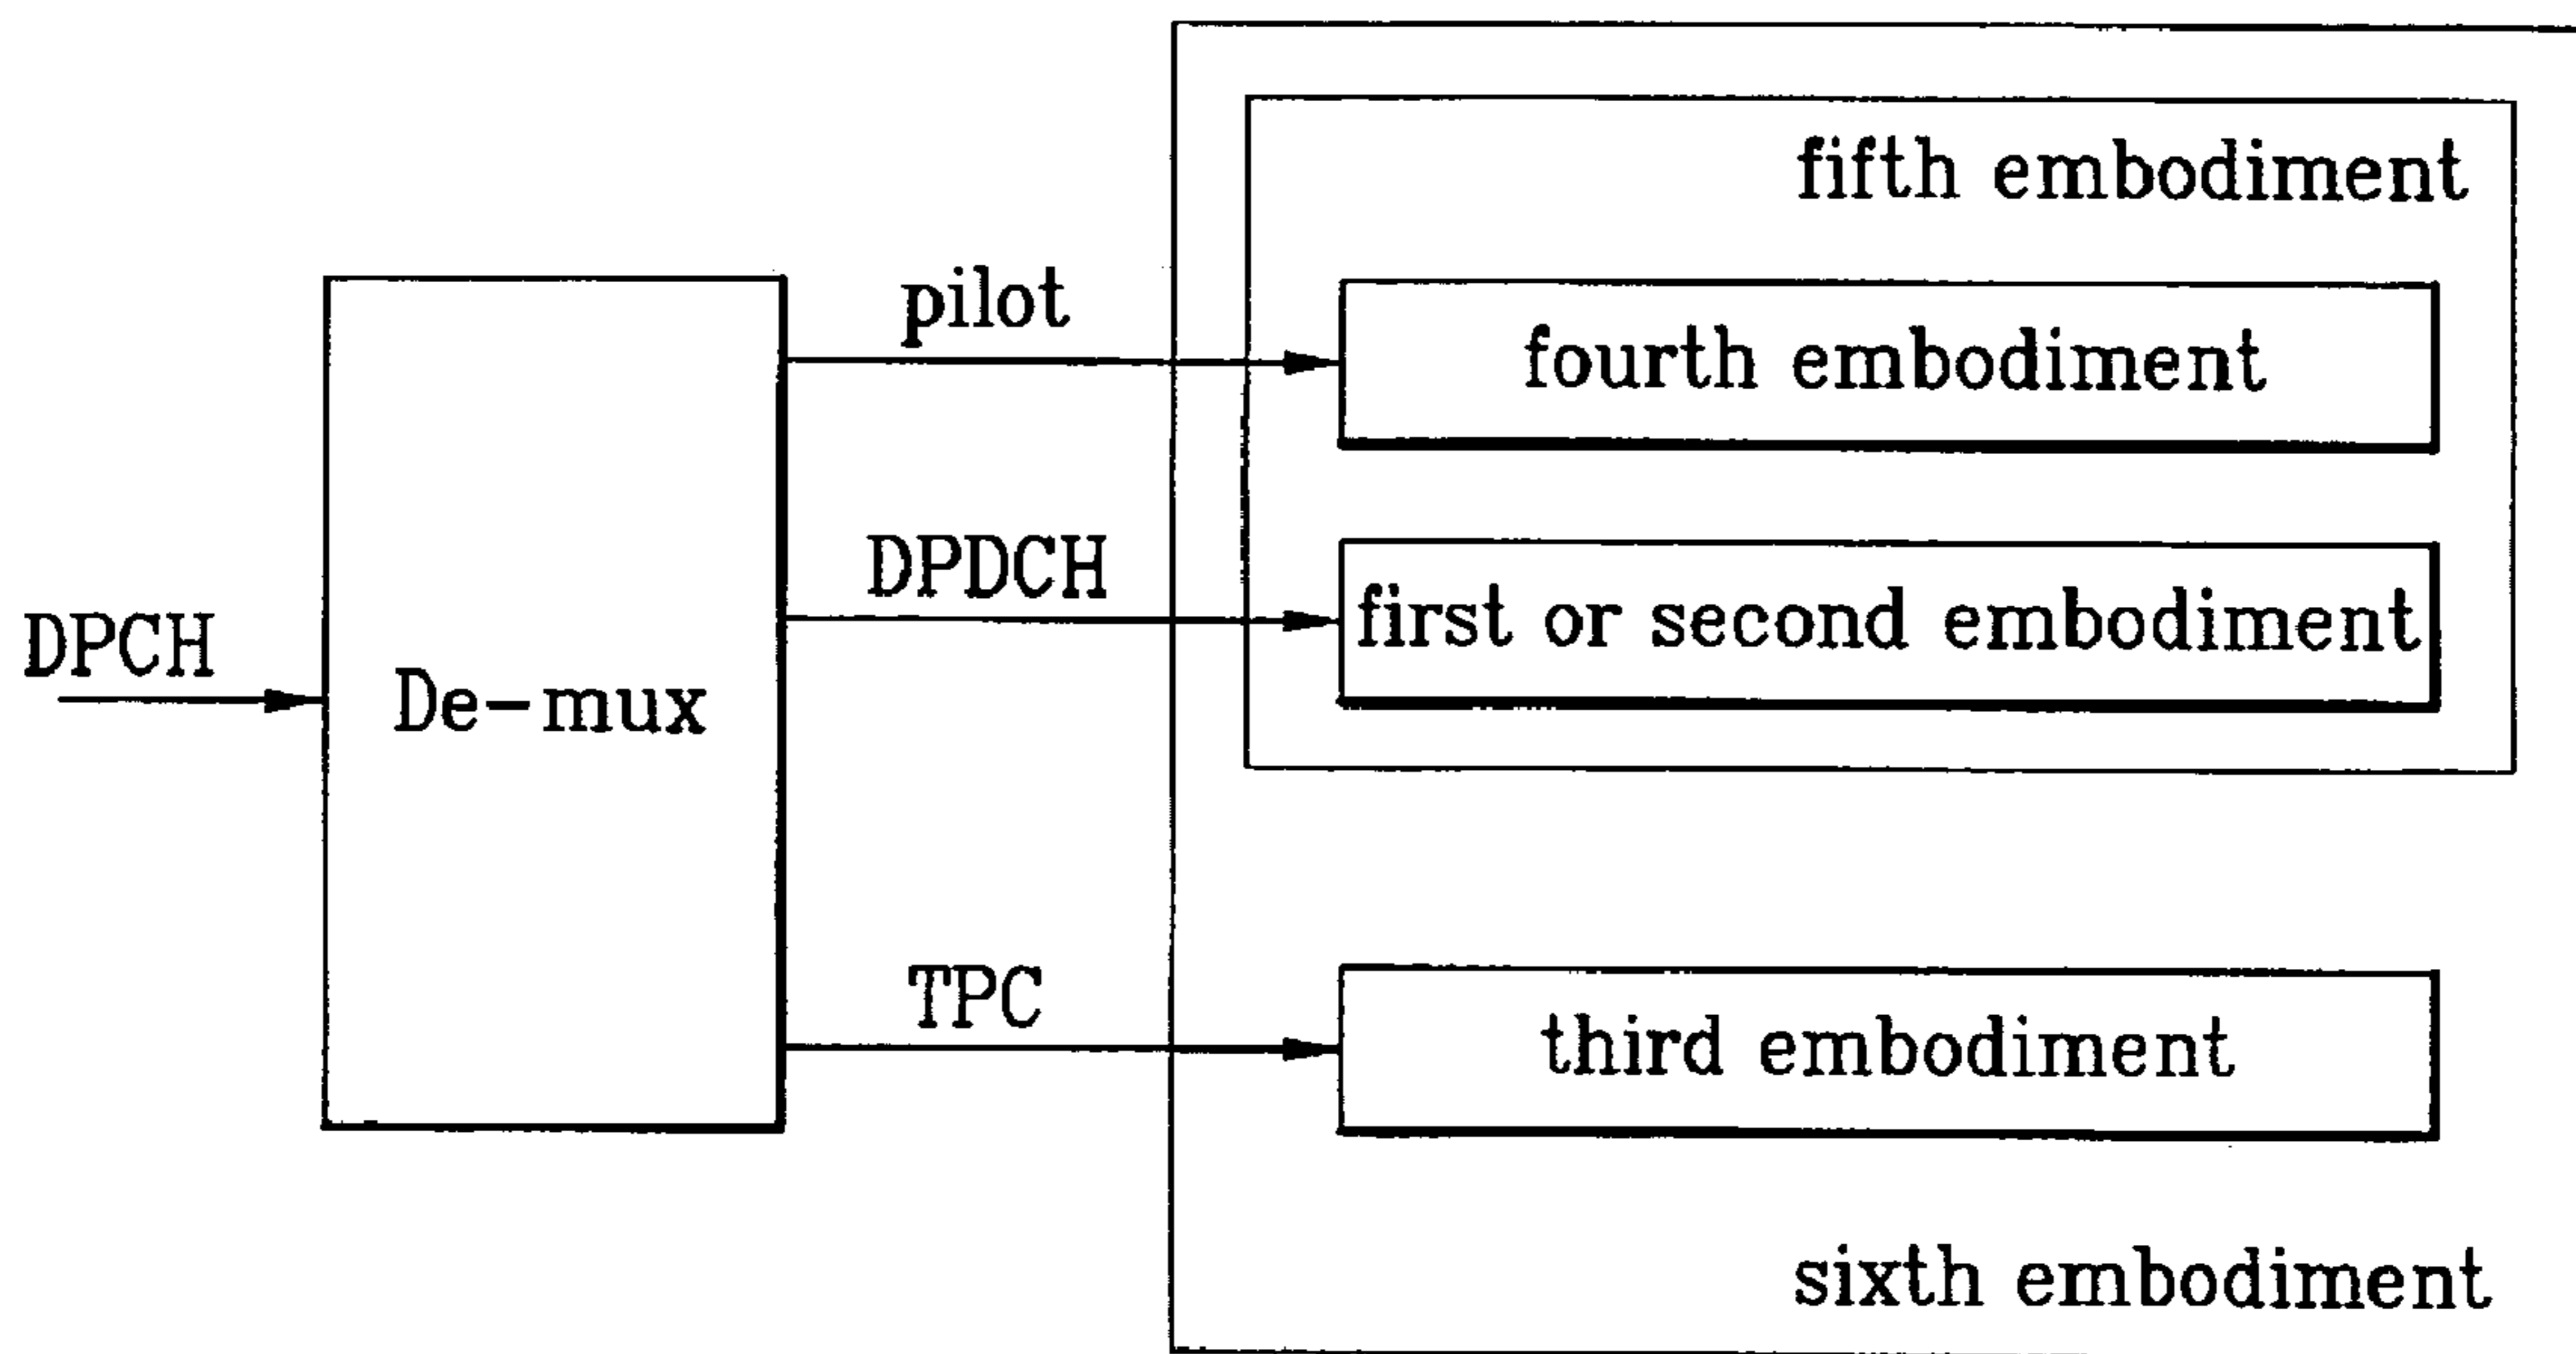 fifth embodiment
pilot
fourth embodiment
DPDCH
first or second embodiment
DPCH
De-mux
TPC
third embodiment
sixth embodiment